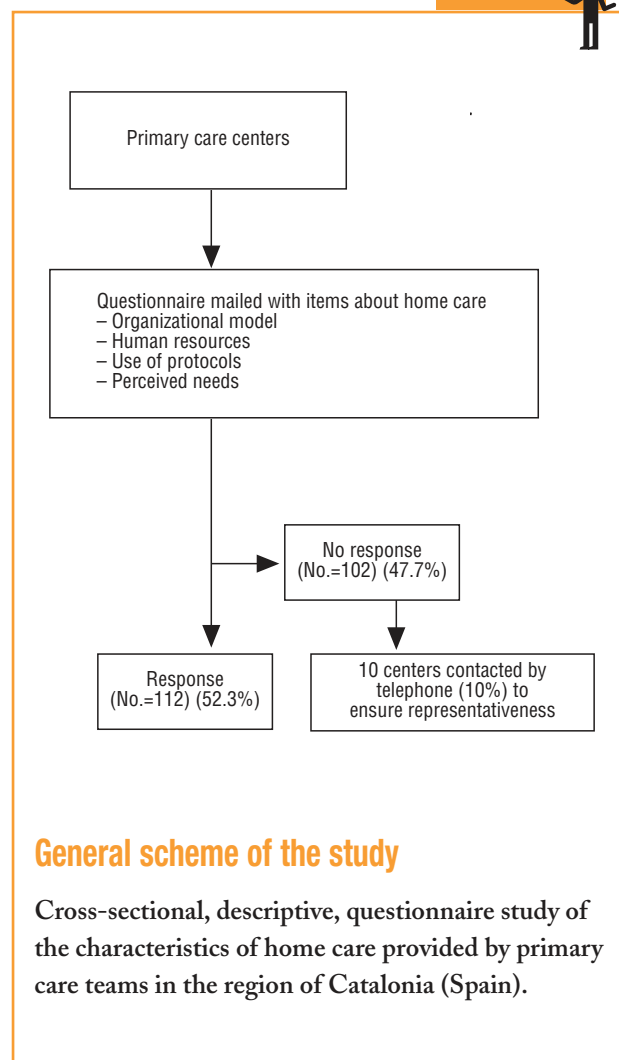 Primary care centers
Questionnaire mailed with items about home care
– Organizational model
– Human resources
– Use of protocols
– Perceived needs
No response
(No.=102) (47.7%)
Response
(No.=112) (52.3%)
10 centers contacted by
telephone (10%) to
ensure representativeness
General scheme of the study
Cross-sectional, descriptive, questionnaire study of
the characteristics of home care provided by primary
care teams in the region of Catalonia (Spain).